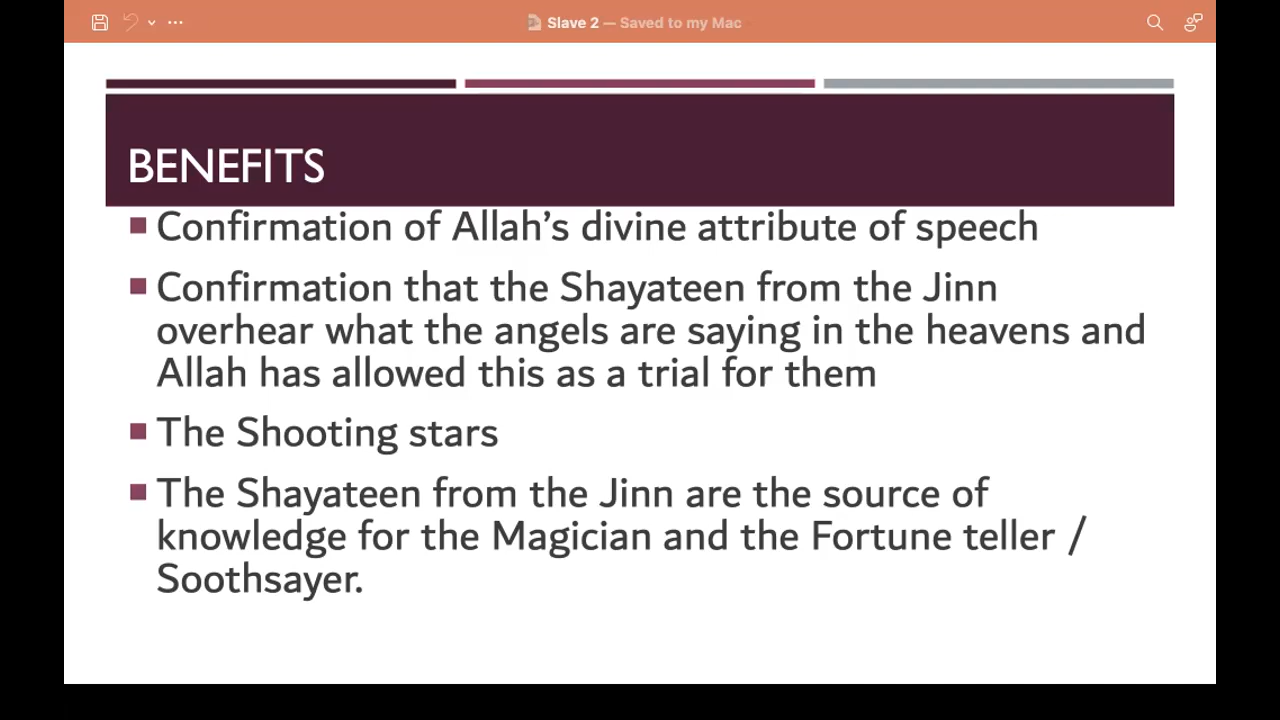 Slave 2 — Saved to my Mac
BENEFITS
Confirmation of Allah’s divine attribute of speech
Confirmation that the Shayateen from the Jinn
overhear what the angels are saying in the heavens and
Allah has allowed this as a trial for them
The Shooting stars
The Shayateen from the Jinn are the source of
knowledge for the Magician and the Fortune teller /
Soothsayer.